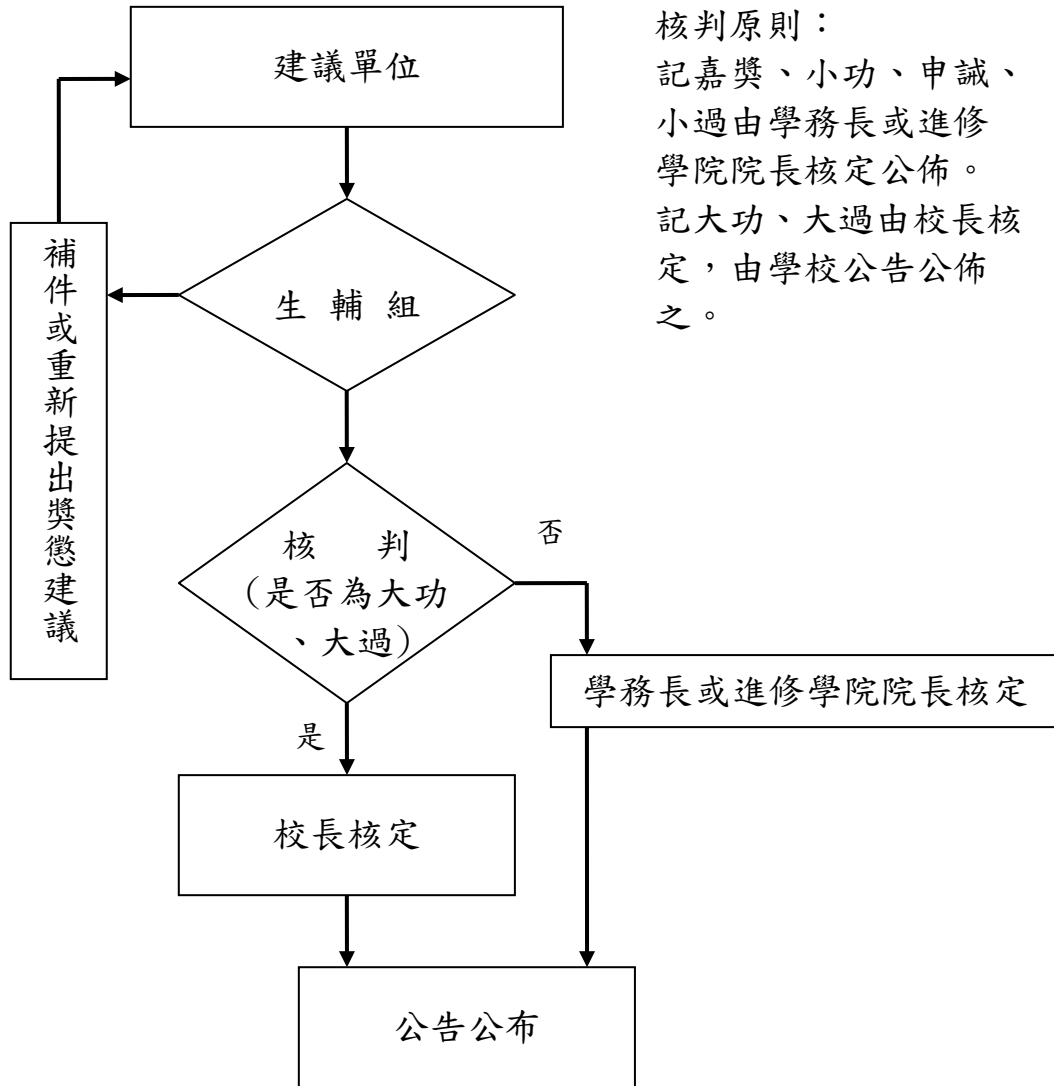 建議單位
核判原則：
記嘉獎、小功、申誡、
小過由學務長或進修
學院院長核定公佈。
記大功、大過由校長核
定，由學校公告公佈
之。
補件或重新提出獎懲建議
生輔組
核判
（是否為大功
、大過）
否
是
學務長或進修學院院長核定
校長核定
公告公布